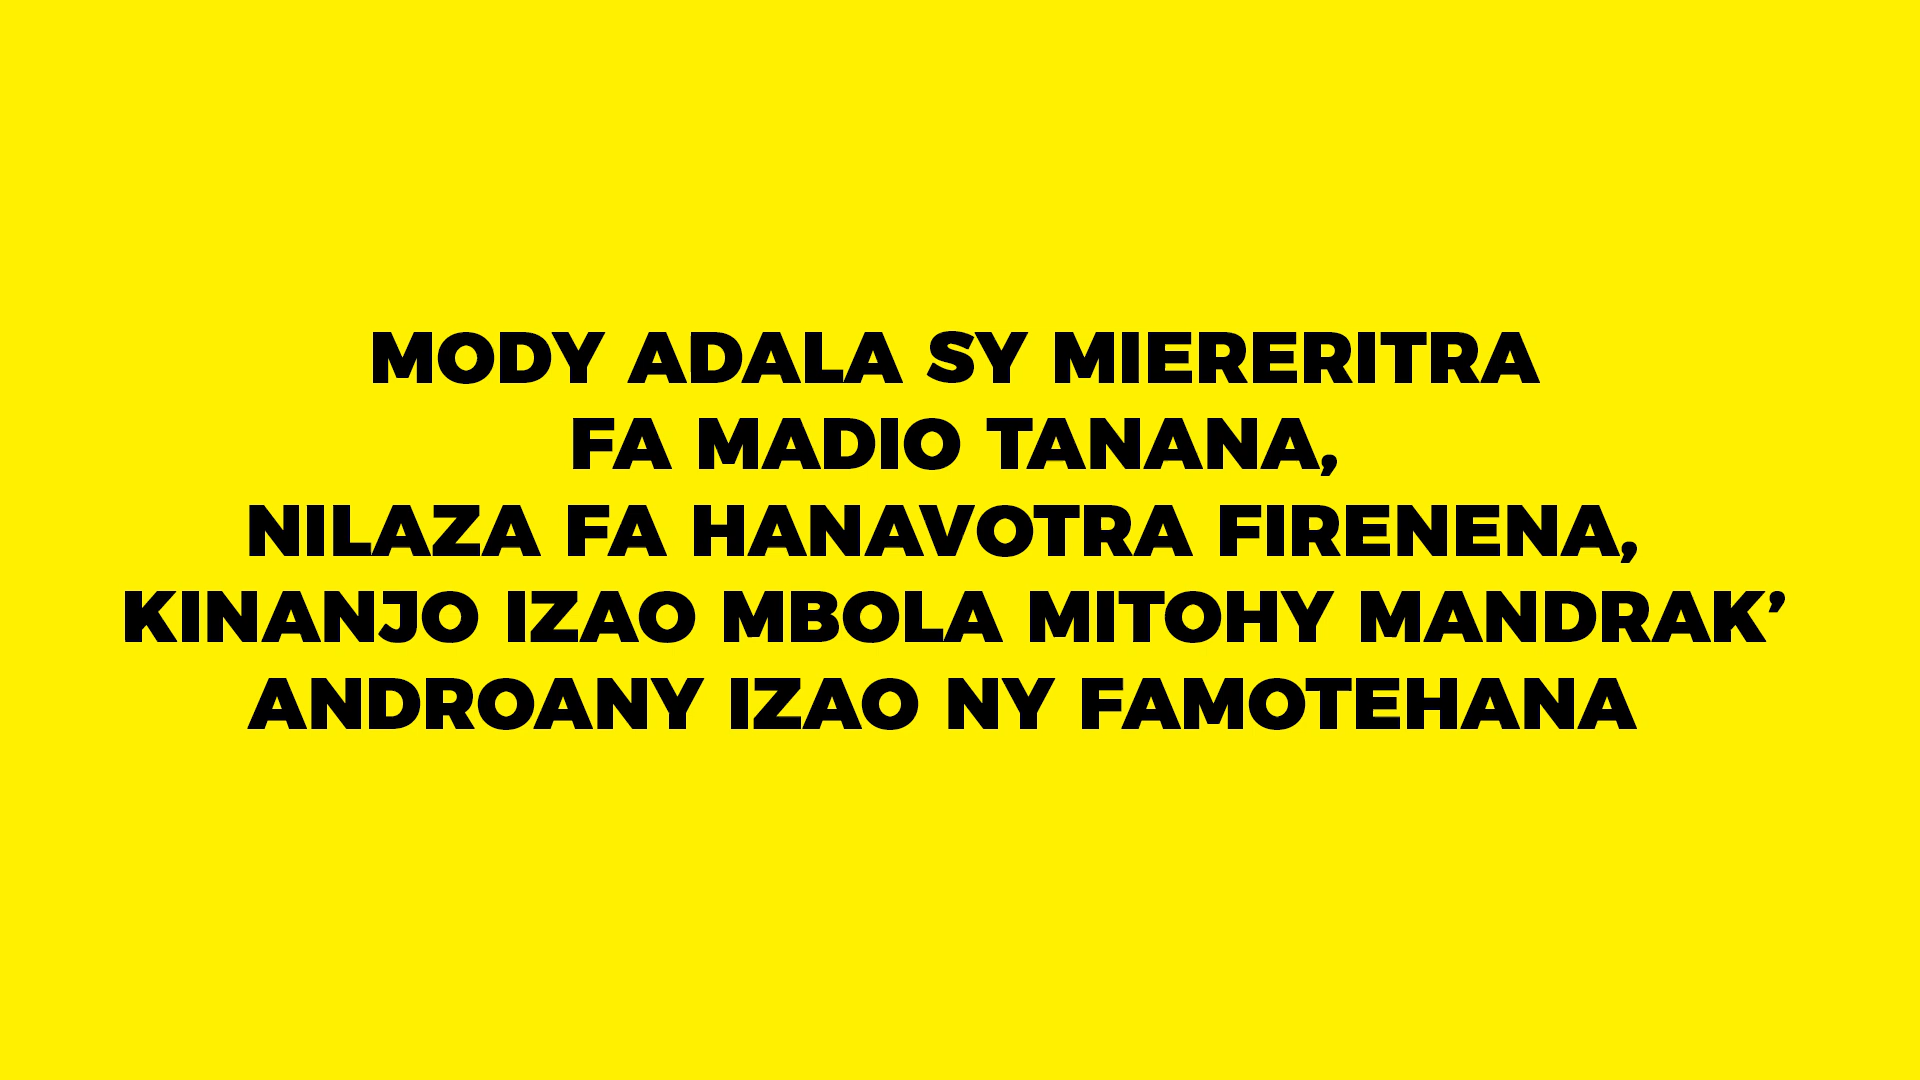 MODY ADALA SY MIERERITRA
FA MADIO TANANA,
NILAZA FA HANAVOTRA FIRENENA,
KINANJO IZAO MBOLA MITOHY MANDRAK’
ANDROANY IZAO NY FAMOTEHANA